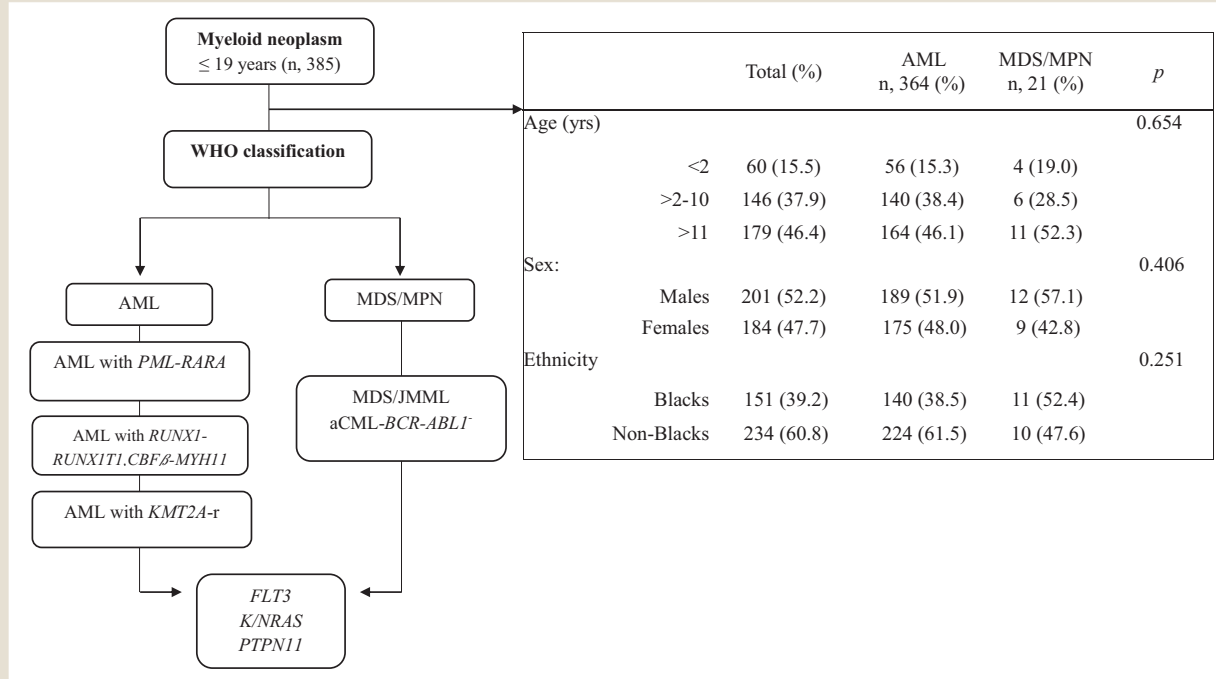 Myeloid neoplasm
≤ 19 years (n, 385)
WHO classification
AML
MDS/MPN
AML with PML-RARA
MDS/JMML
aCML-BCR-ABL1⁻
AML with RUNX1-
RUNX1T1,CBFβ-MYH11
AML with KMT2A-r
FLT3
K/NRAS
PTPN11
Total (%) AML MDS/MPN p
n, 364 (%) n, 21 (%)
Age (yrs) 0.654
<2 60 (15.5) 56 (15.3) 4 (19.0)
>2-10 146 (37.9) 140 (38.4) 6 (28.5)
>11 179 (46.4) 164 (46.1) 11 (52.3)
Sex: 0.406
Males 201 (52.2) 189 (51.9) 12 (57.1)
Females 184 (47.7) 175 (48.0) 9 (42.8)
Ethnicity 0.251
Blacks 151 (39.2) 140 (38.5) 11 (52.4)
Non-Blacks 234 (60.8) 224 (61.5) 10 (47.6)